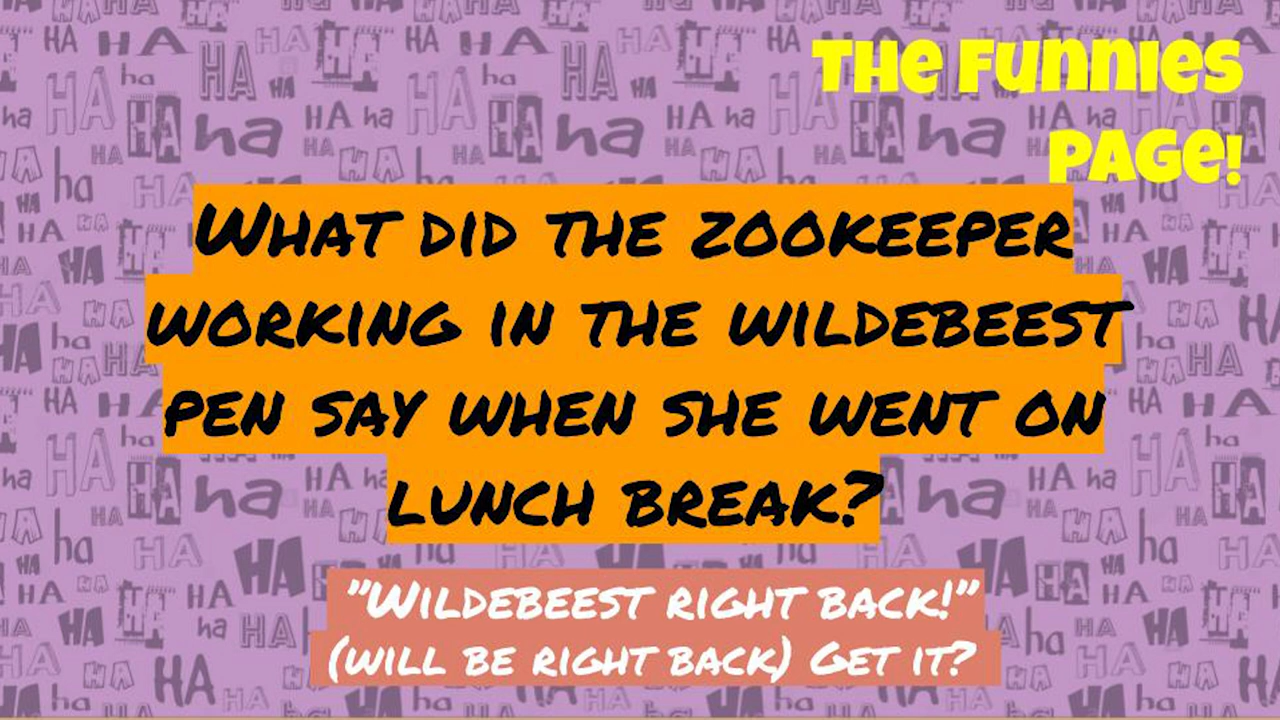 The Funnies
Page!
What did the zookeeper
working in the wildebeest
pen say when she went on
lunch break?
"Wildebeest right back!"
(will be right back) Get it?